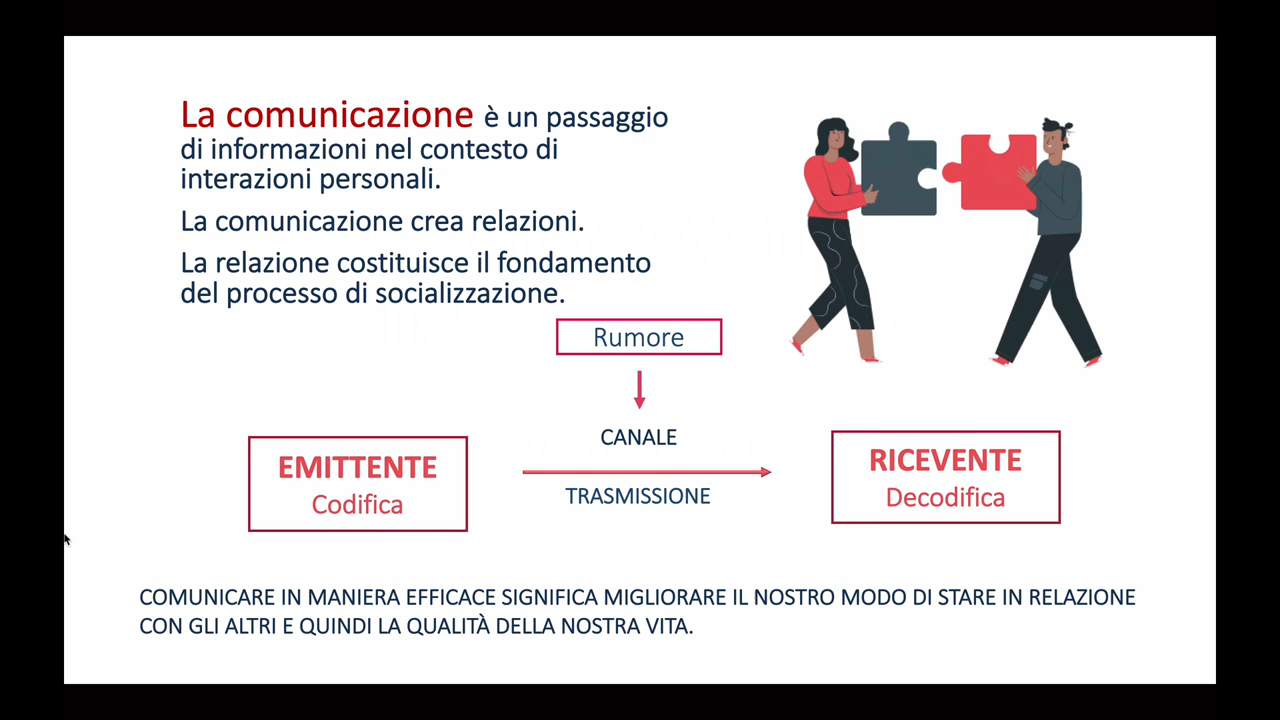 La comunicazione è un passaggio
di informazioni nel contesto di
interazioni personali.
La comunicazione crea relazioni.
La relazione costituisce il fondamento
del processo di socializzazione.
Rumore
CANALE
EMITTENTE
Codifica
TRASMISSIONE
RICEVENTE
Decodifica
COMUNICARE IN MANIERA EFFICACE SIGNIFICA MIGLIORARE IL NOSTRO MODO DI STARE IN RELAZIONE
CON GLI ALTRI E QUINDI LA QUALITÀ DELLA NOSTRA VITA.